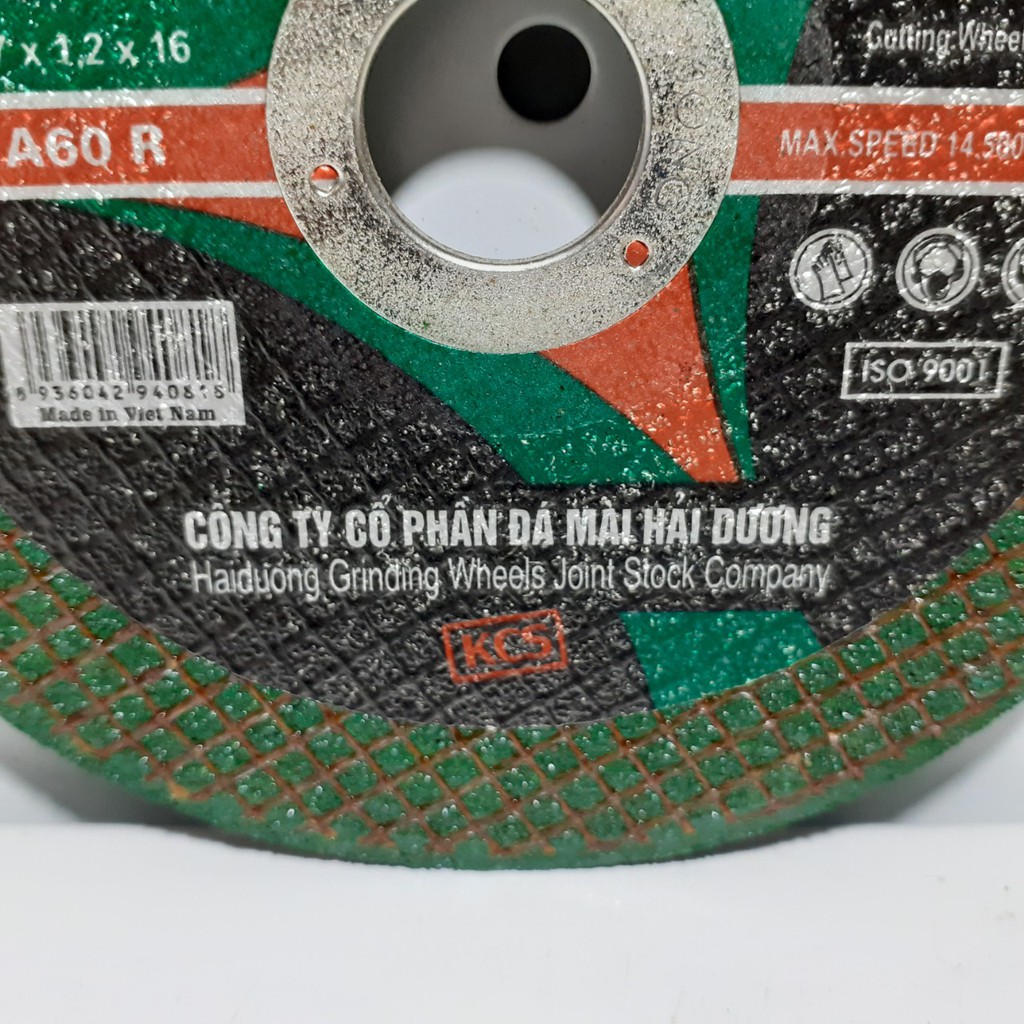 x 1,2 x 16
Cutting Wheel
A60 R
MAX.SPEED 14.580
ISO 9001
8 936042 940818
Made in Viet Nam
CÔNG TY CỔ PHẦN ĐÁ MÀI HẢI DƯƠNG
Haiduong Grinding Wheels Joint Stock Company
KCS